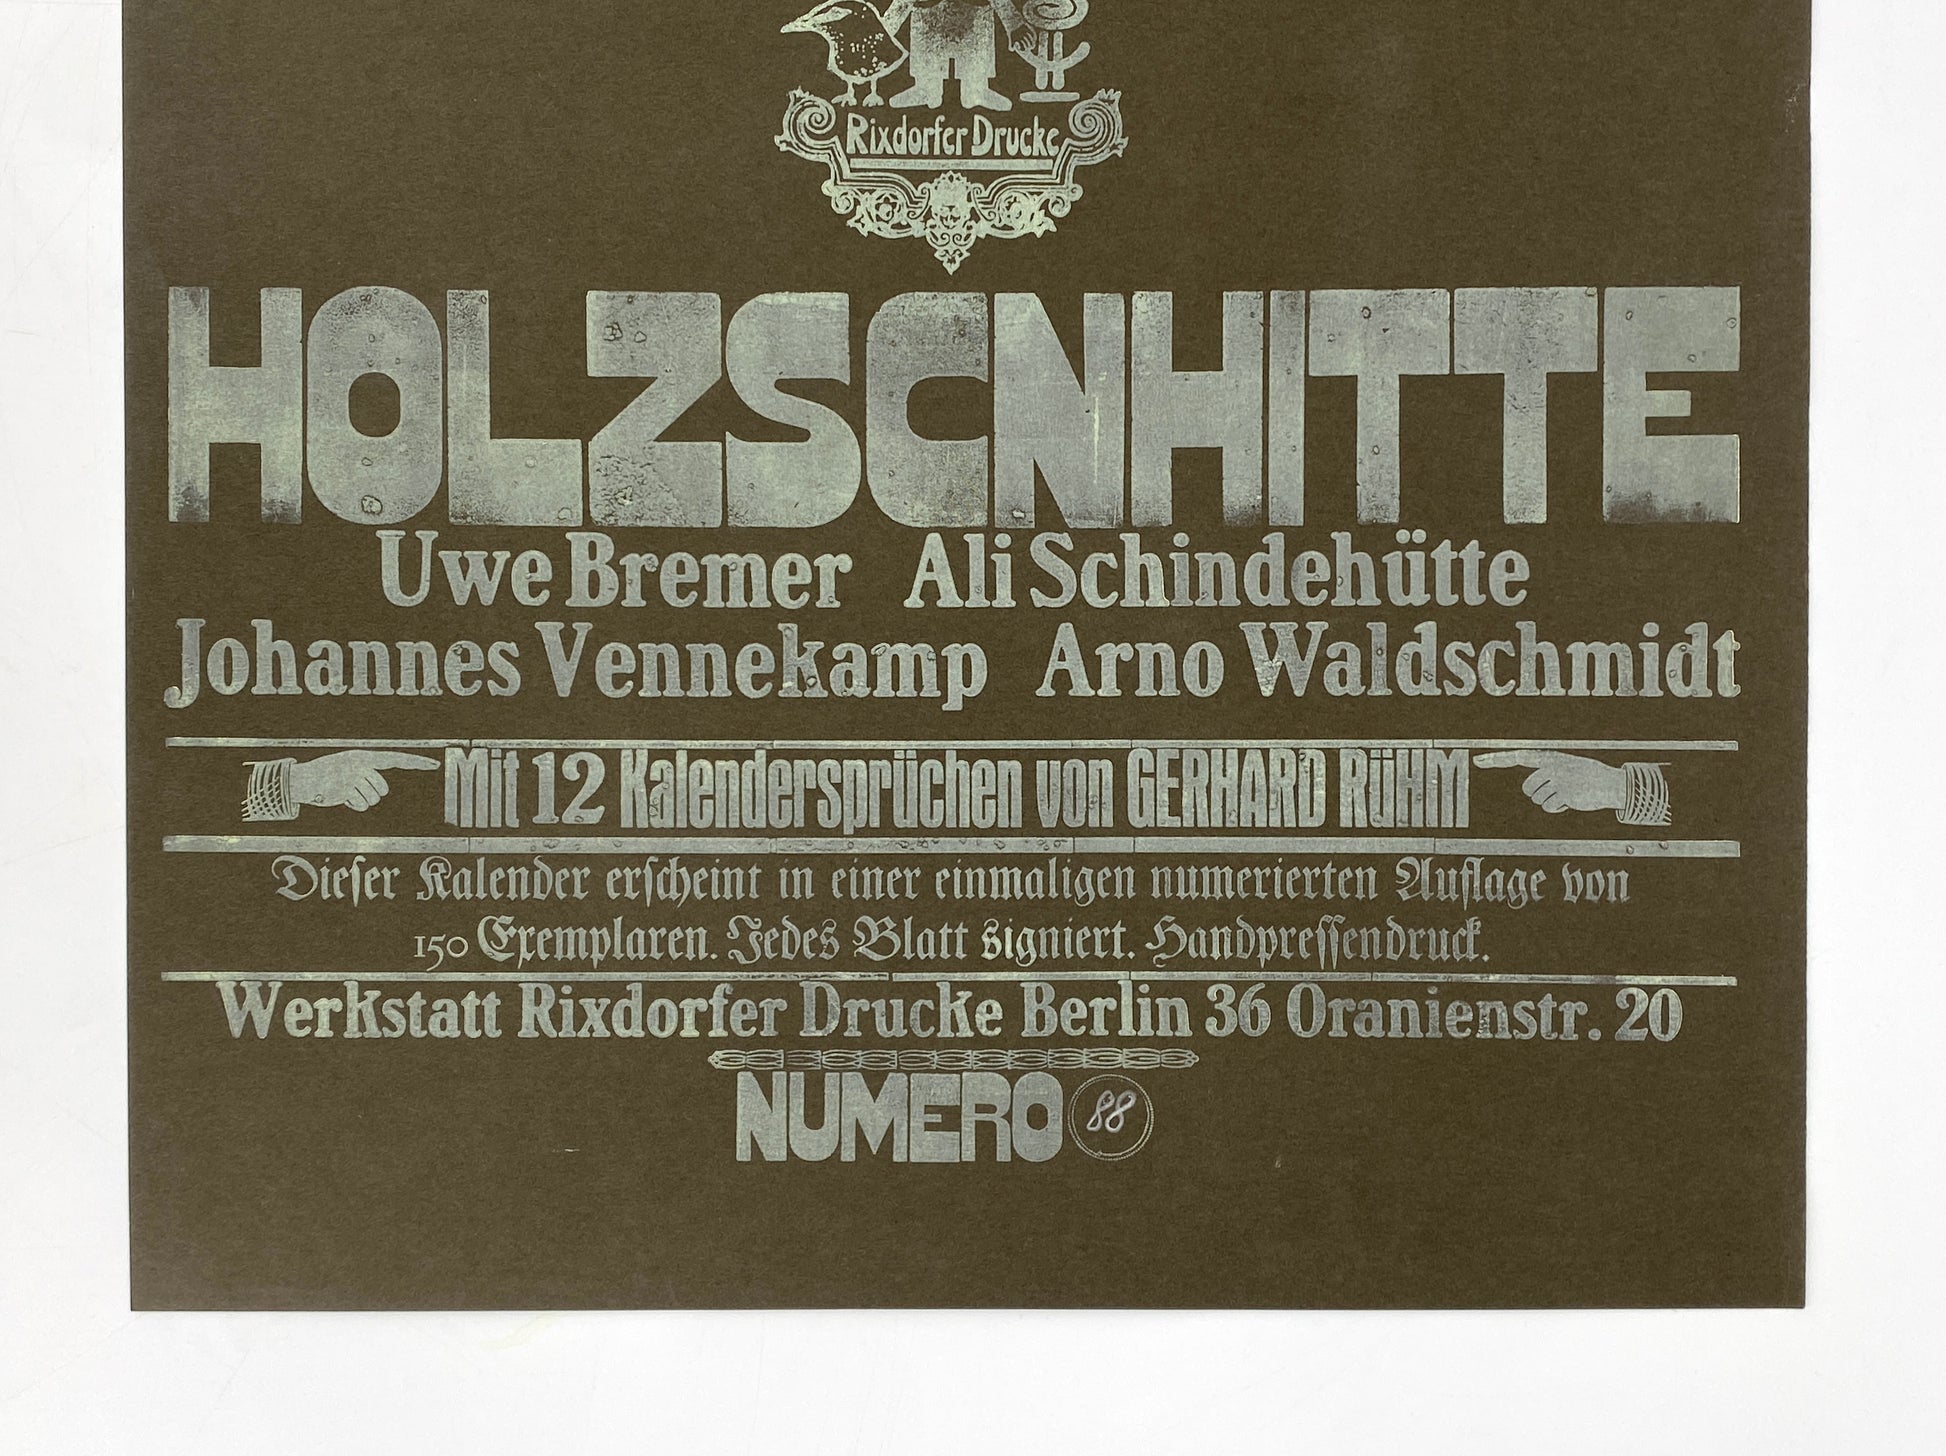 Rixdorfer Drucke
HOLZSCNHITTE
Uwe Bremer Ali Schindehütte
Johannes Vennekamp Arno Waldschmidt
Mit 12 Kalendersprüchen von GERHARD RÜHM
Dieser Kalender erscheint in einer einmaligen numerierten Auflage von
150 Exemplaren. Jedes Blatt signiert. Handpressendruck.
Werkstatt Rixdorfer Drucke Berlin 36 Oranienstr. 20
NUMERO 88